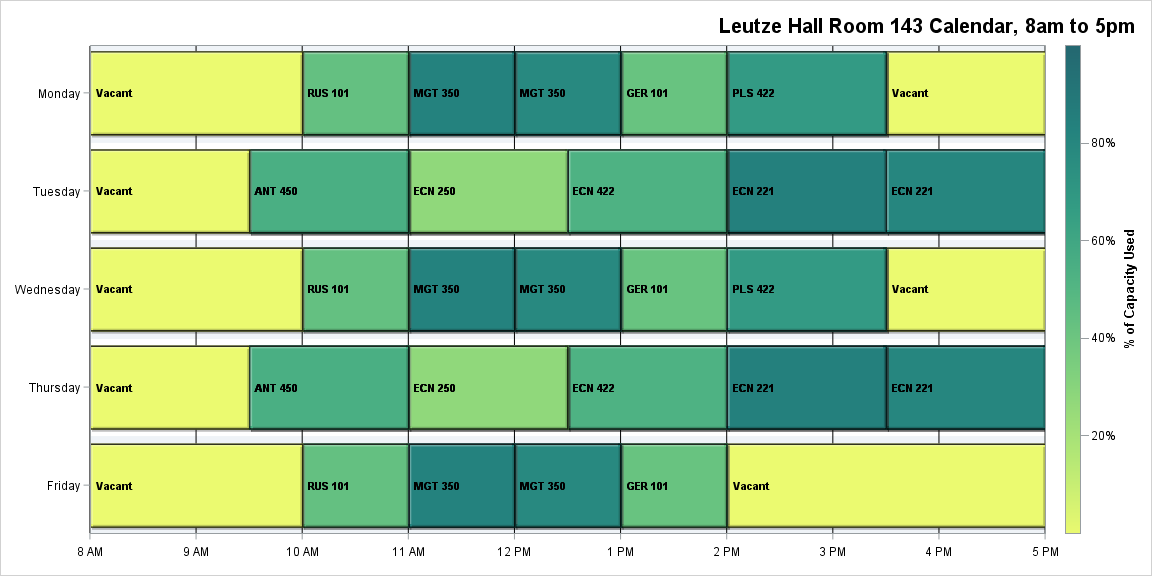 Leutze Hall Room 143 Calendar, 8am to 5pm
Monday Vacant RUS 101 MGT 350 MGT 350 GER 101 PLS 422 Vacant
Tuesday Vacant ANT 450 ECN 250 ECN 422 ECN 221 ECN 221
Wednesday Vacant RUS 101 MGT 350 MGT 350 GER 101 PLS 422 Vacant
Thursday Vacant ANT 450 ECN 250 ECN 422 ECN 221 ECN 221
Friday Vacant RUS 101 MGT 350 MGT 350 GER 101 Vacant
8 AM 9 AM 10 AM 11 AM 12 PM 1 PM 2 PM 3 PM 4 PM 5 PM
80%
60%
40%
20%
% of Capacity Used